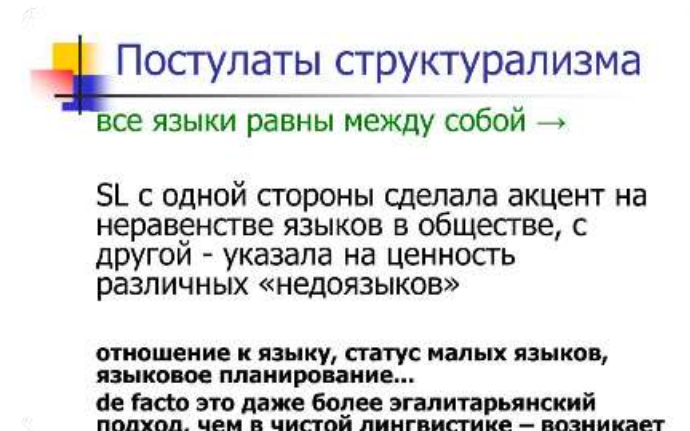 Постулаты структурализма
все языки равны между собой →
SL с одной стороны сделала акцент на
неравенстве языков в обществе, с
другой - указала на ценность
различных «недоязыков»
отношение к языку, статус малых языков,
языковое планирование...
de facto это даже более эгалитарьянский
подход, чем в чистой лингвистике – возникает